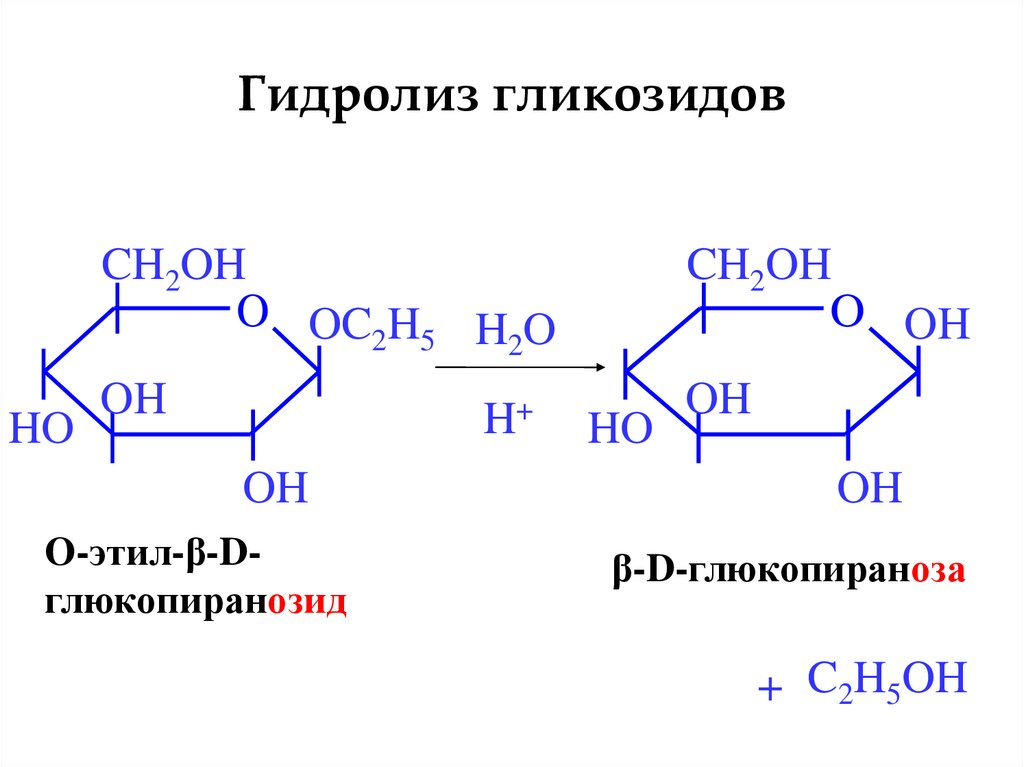 Гидролиз гликозидов
CH₂OH
O
OC₂H₅
OH
HO
OH
H₂O
H⁺
CH₂OH
O
OH
OH
HO
OH
О-этил-β-D-
глюкопиранозид
β-D-глюкопираноза
+ C₂H₅OH